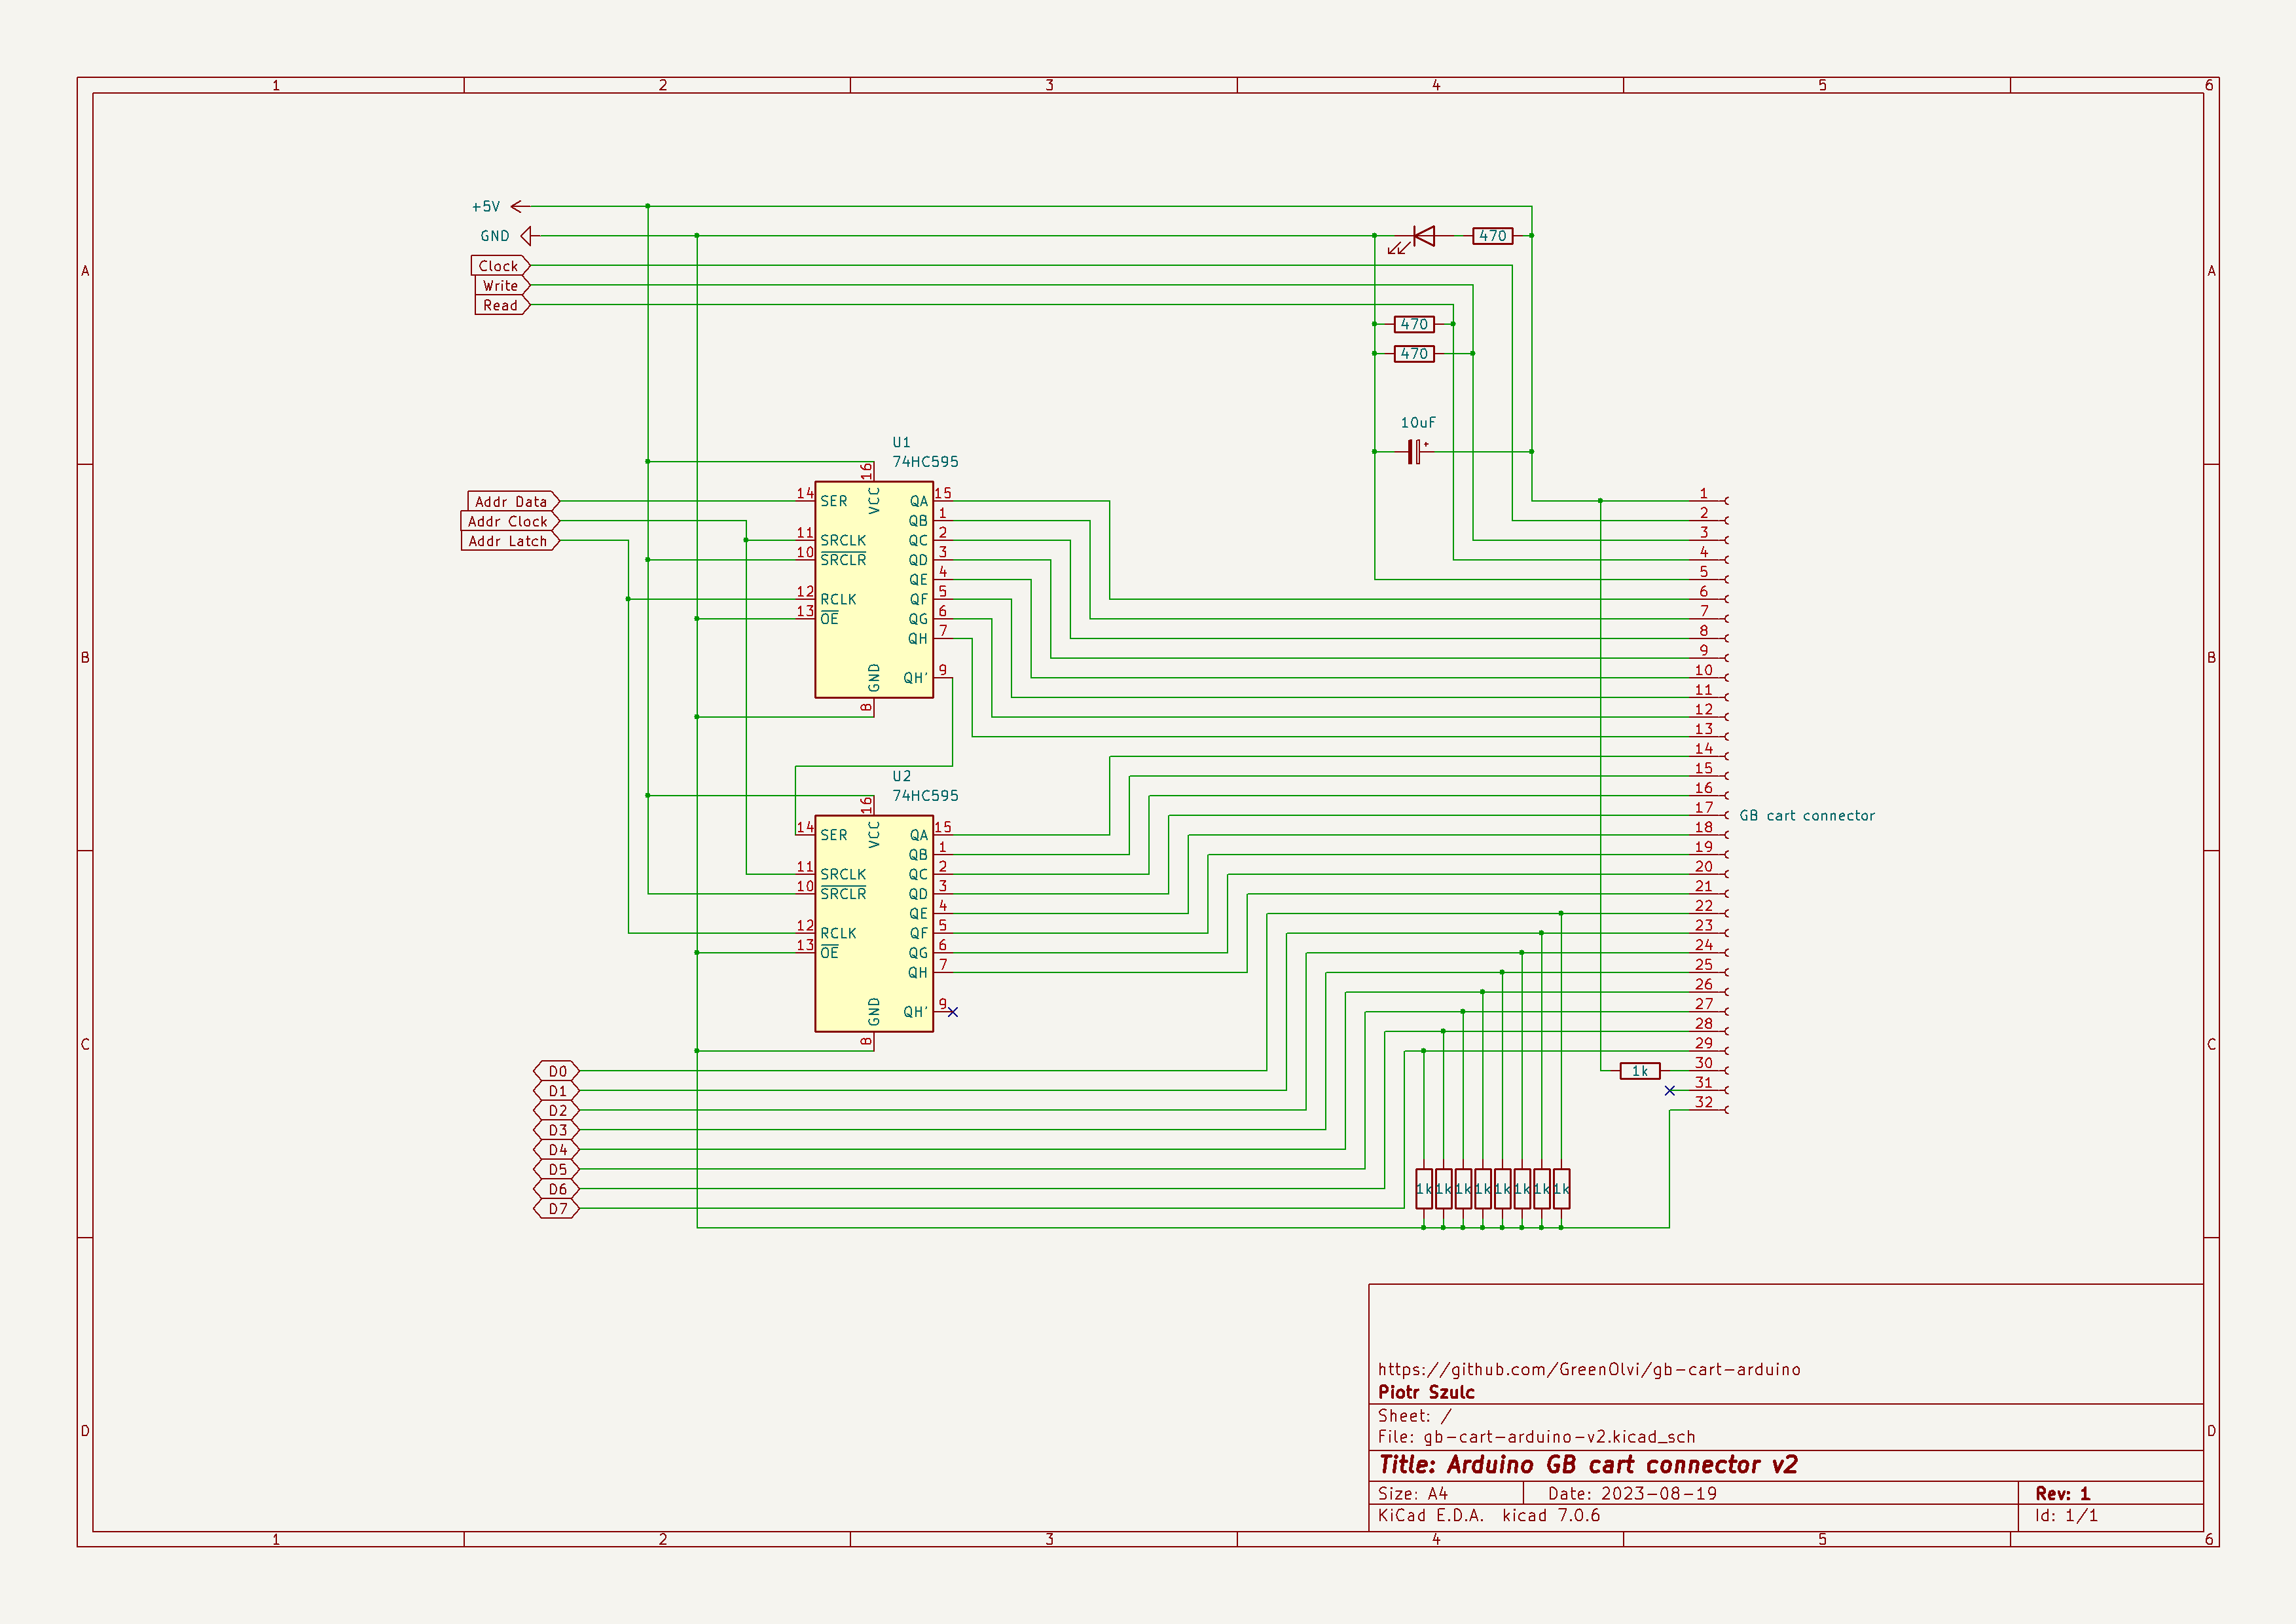 1 2 3 4 5 6
+5V
GND
470
Clock
A A
Write
Read
470
470
10uF
U1
74HC595
16
Addr Data 14 SER VCC QA 15 1
Addr Clock QB 1 2
Addr Latch 11 SRCLK QC 2 3
10 SRCLR QD 3 4
QE 4 5
12 RCLK QF 5 6
13 OE QG 6 7
QH 7 8
B B
9
GND QH' 9 10
11
8 12
13
14
U2 15
74HC595 16
16 17 GB cart connector
14 SER VCC QA 15 18
QB 1 19
11 SRCLK QC 2 20
10 SRCLR QD 3 21
QE 4 22
12 RCLK QF 5 23
13 OE QG 6 24
QH 7 25
26
GND QH' 9 27
28
C C
8 29
D0 1k 30
D1 31
D2 32
D3
D4
D5
D6 1k 1k 1k 1k 1k 1k 1k 1k
D7
https://github.com/GreenOlvi/gb-cart-arduino
Piotr Szulc
Sheet: /
D D
File: gb-cart-arduino-v2.kicad_sch
Title: Arduino GB cart connector v2
Size: A4 Date: 2023-08-19 Rev: 1
KiCad E.D.A. kicad 7.0.6 Id: 1/1
1 2 3 4 5 6